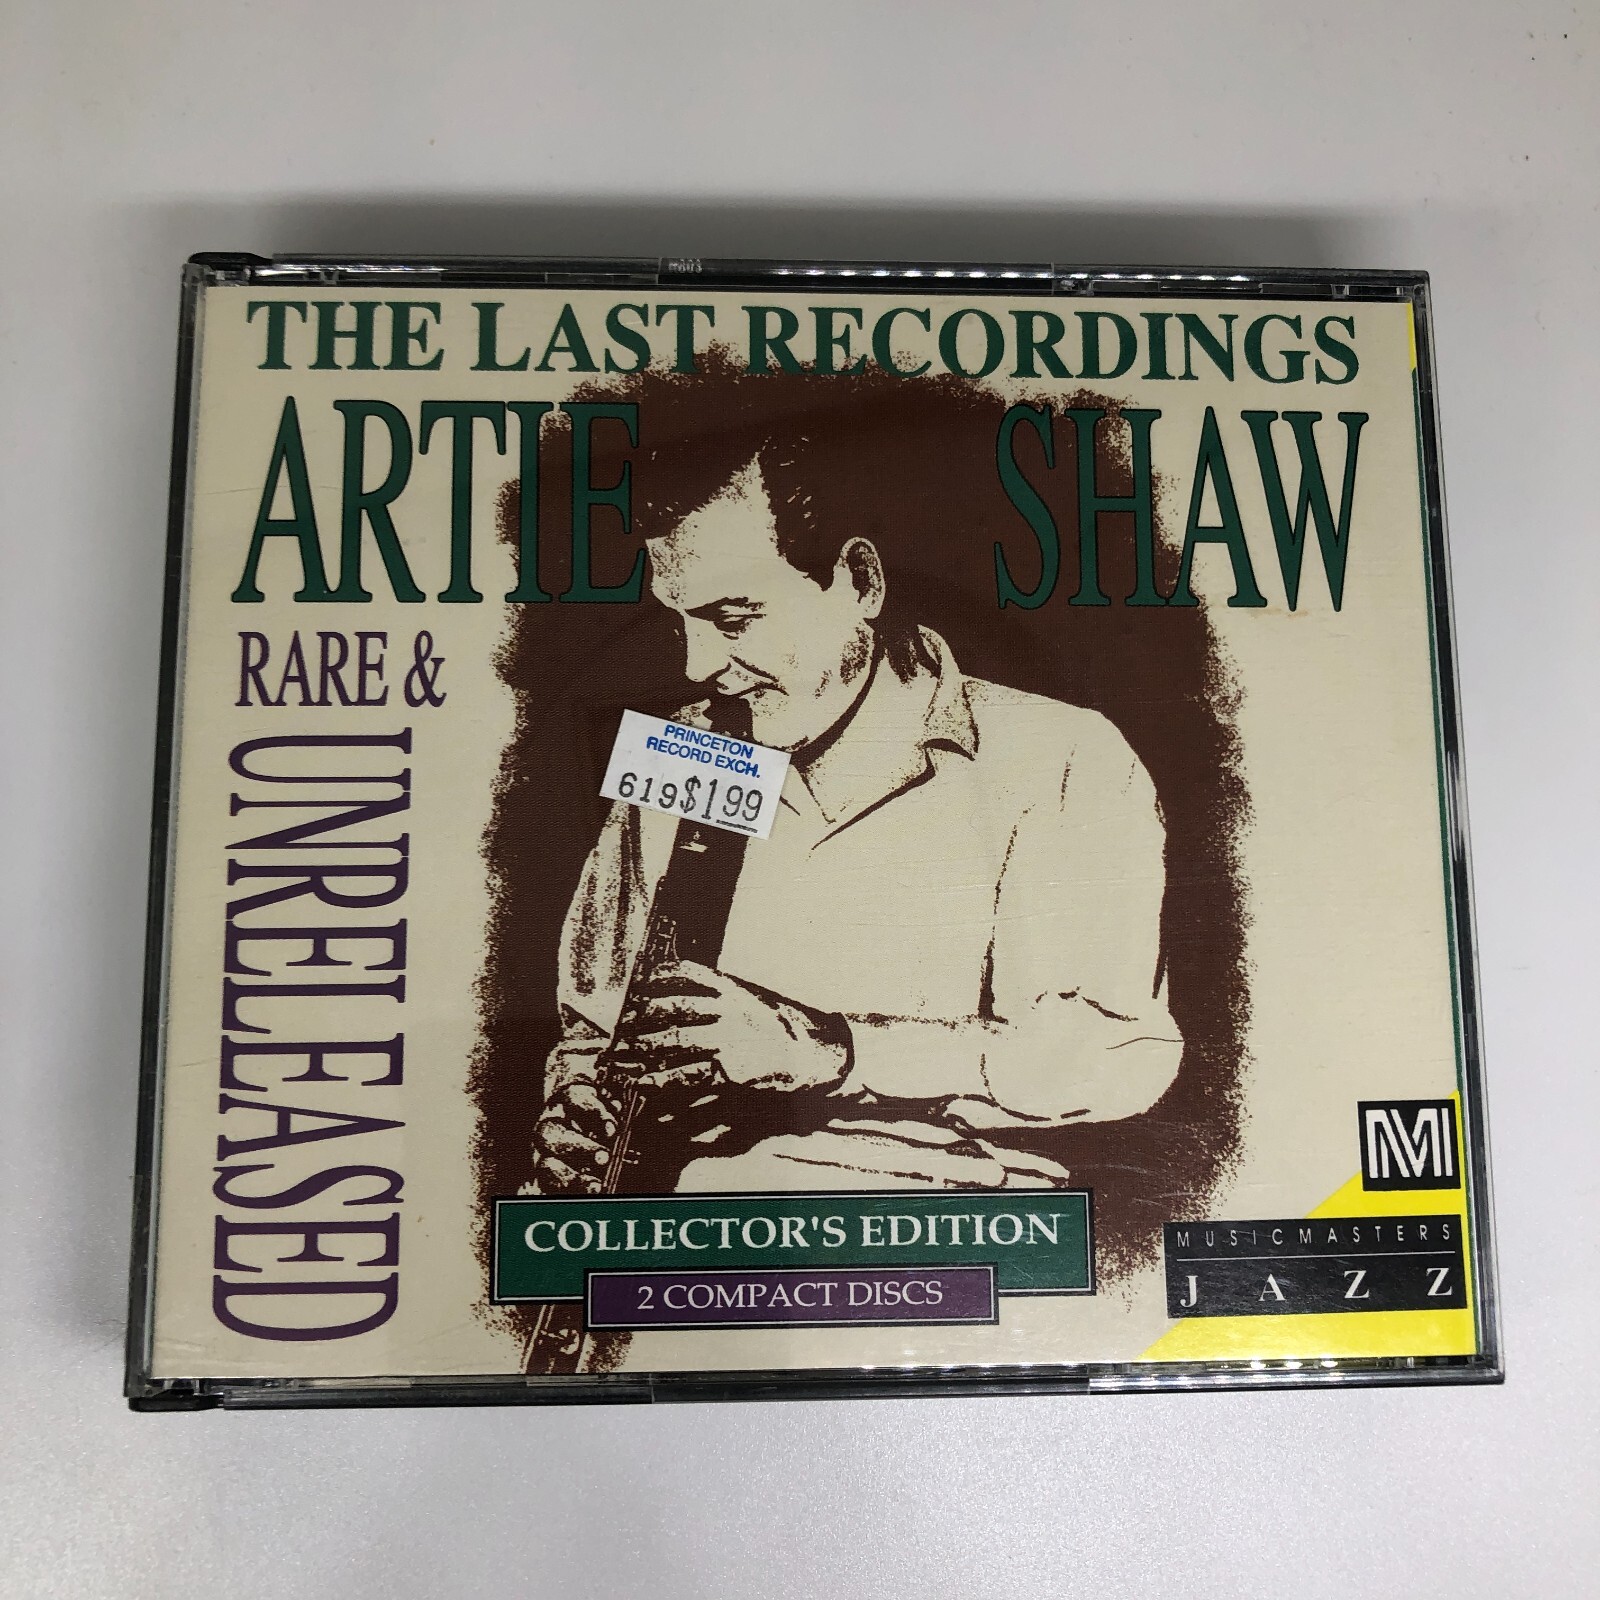 THE LAST RECORDINGS
ARTIE SHAW
RARE &
UNRELEASED
PRINCETON
RECORD EXCH.
619$1.99
COLLECTOR'S EDITION
2 COMPACT DISCS
MM
MUSICMASTERS
JAZZ